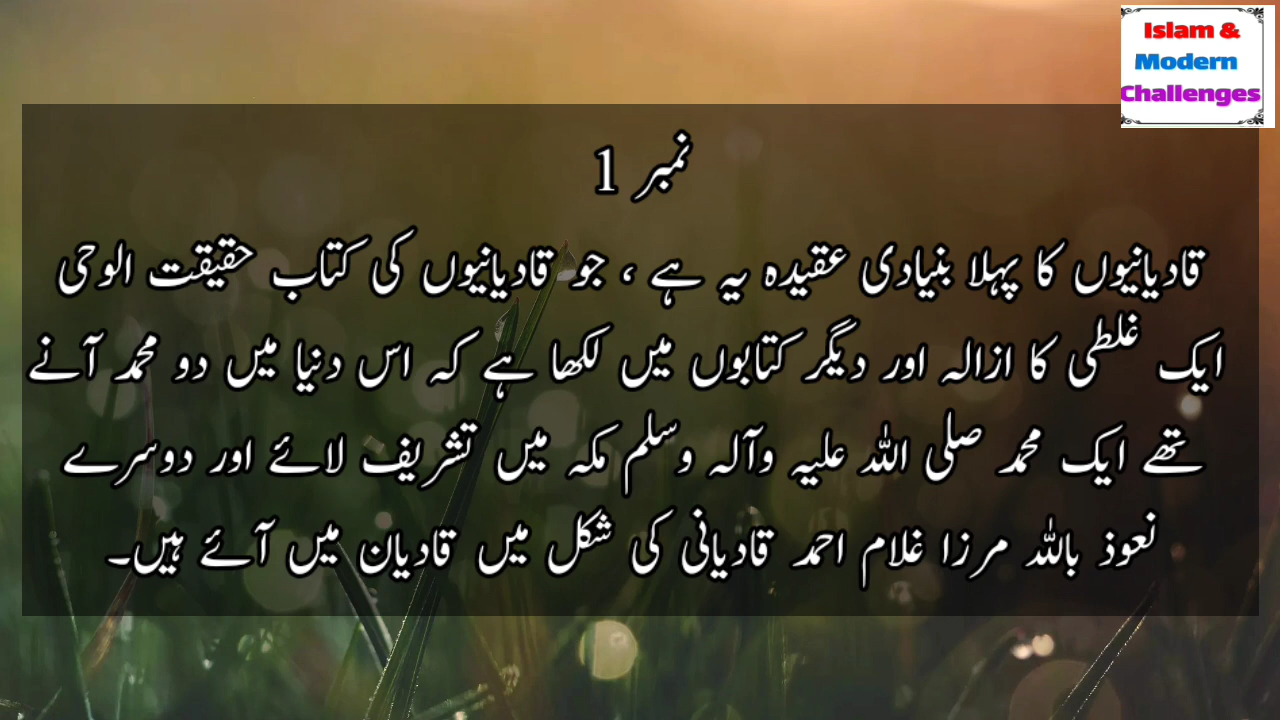 Islam &
Modern
Challenges
نمبر 1
قادیانیوں کا پہلا بنیادی عقیدہ یہ ہے ، جو قادیانیوں کی کتاب حقیقت الوحی
ایک غلطی کا ازالہ اور دیگر کتابوں میں لکھا ہے کہ اس دنیا میں دو محمد آنے
تھے ایک محمد صلی اللہ علیہ وآلہ وسلم مکہ میں تشریف لائے اور دوسرے
نعوذ باللہ مرزا غلام احمد قادیانی کی شکل میں قادیان میں آئے ہیں۔